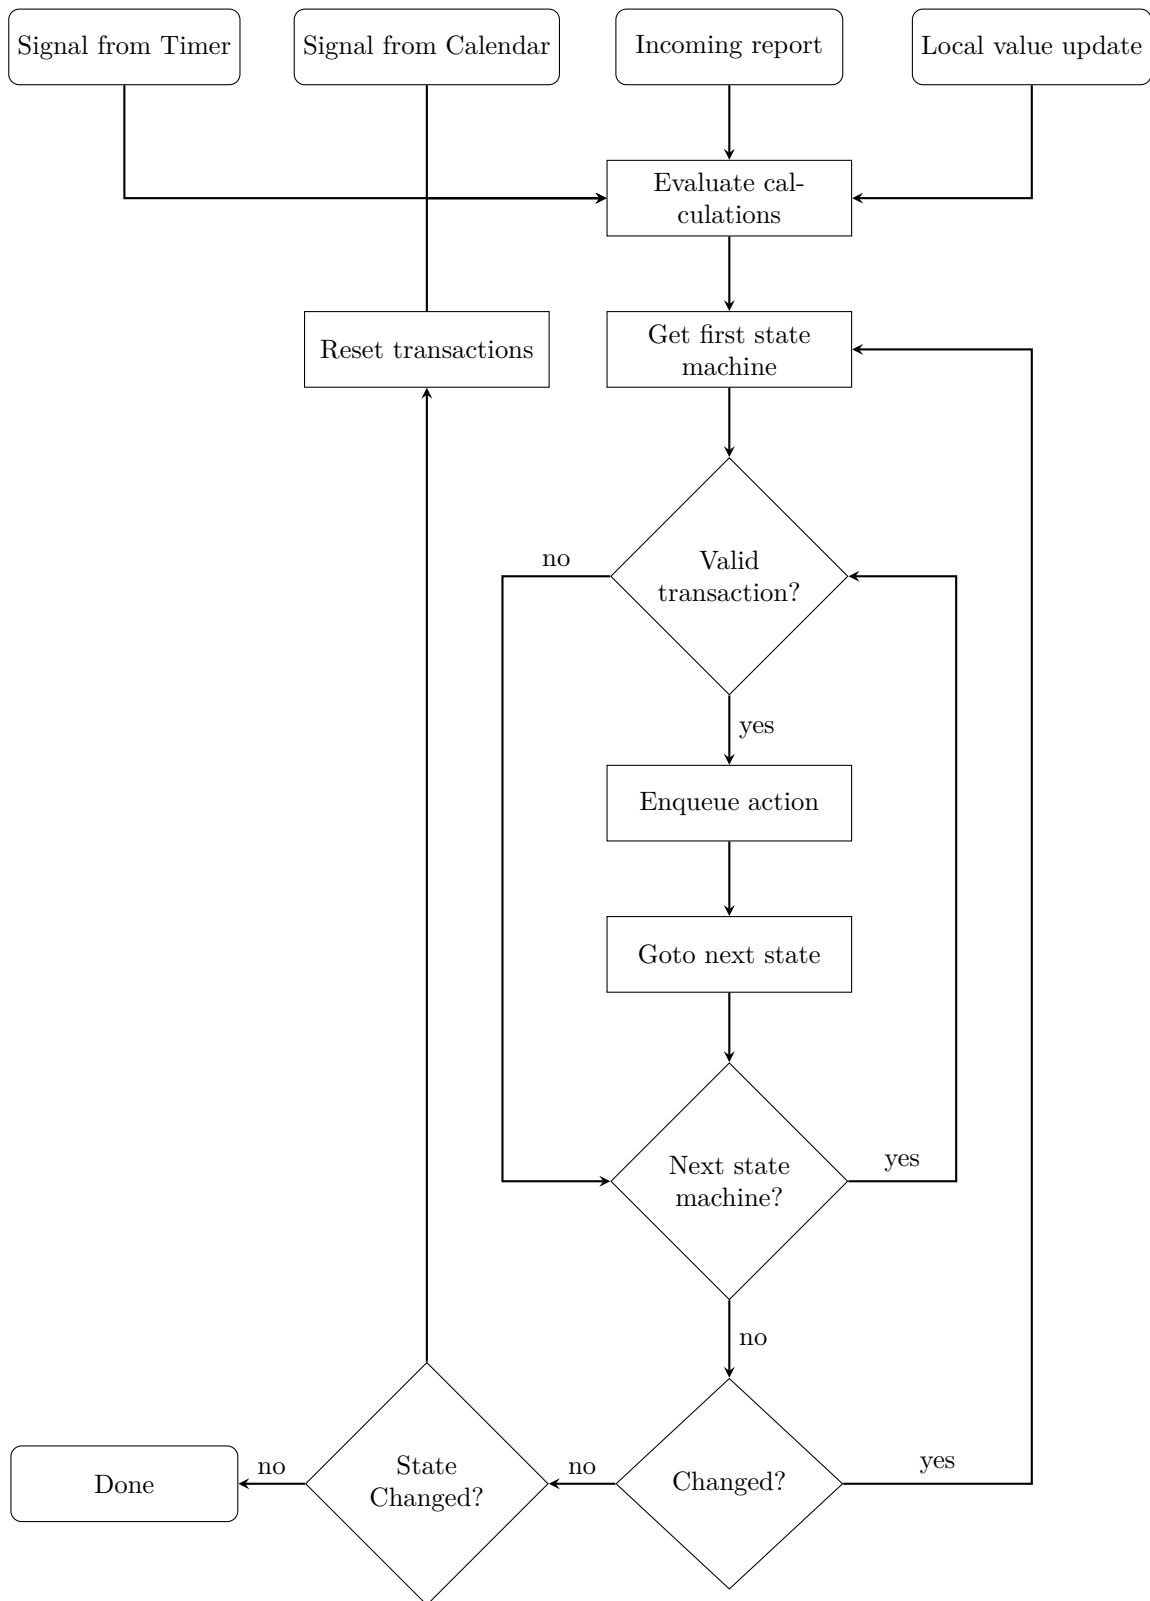 Signal from Timer
Signal from Calendar
Incoming report
Local value update
Evaluate cal-
culations
Reset transactions
Get first state
machine
no
Valid
transaction?
yes
Enqueue action
Goto next state
Next state
machine?
yes
no
Done
no
State
Changed?
no
Changed?
yes